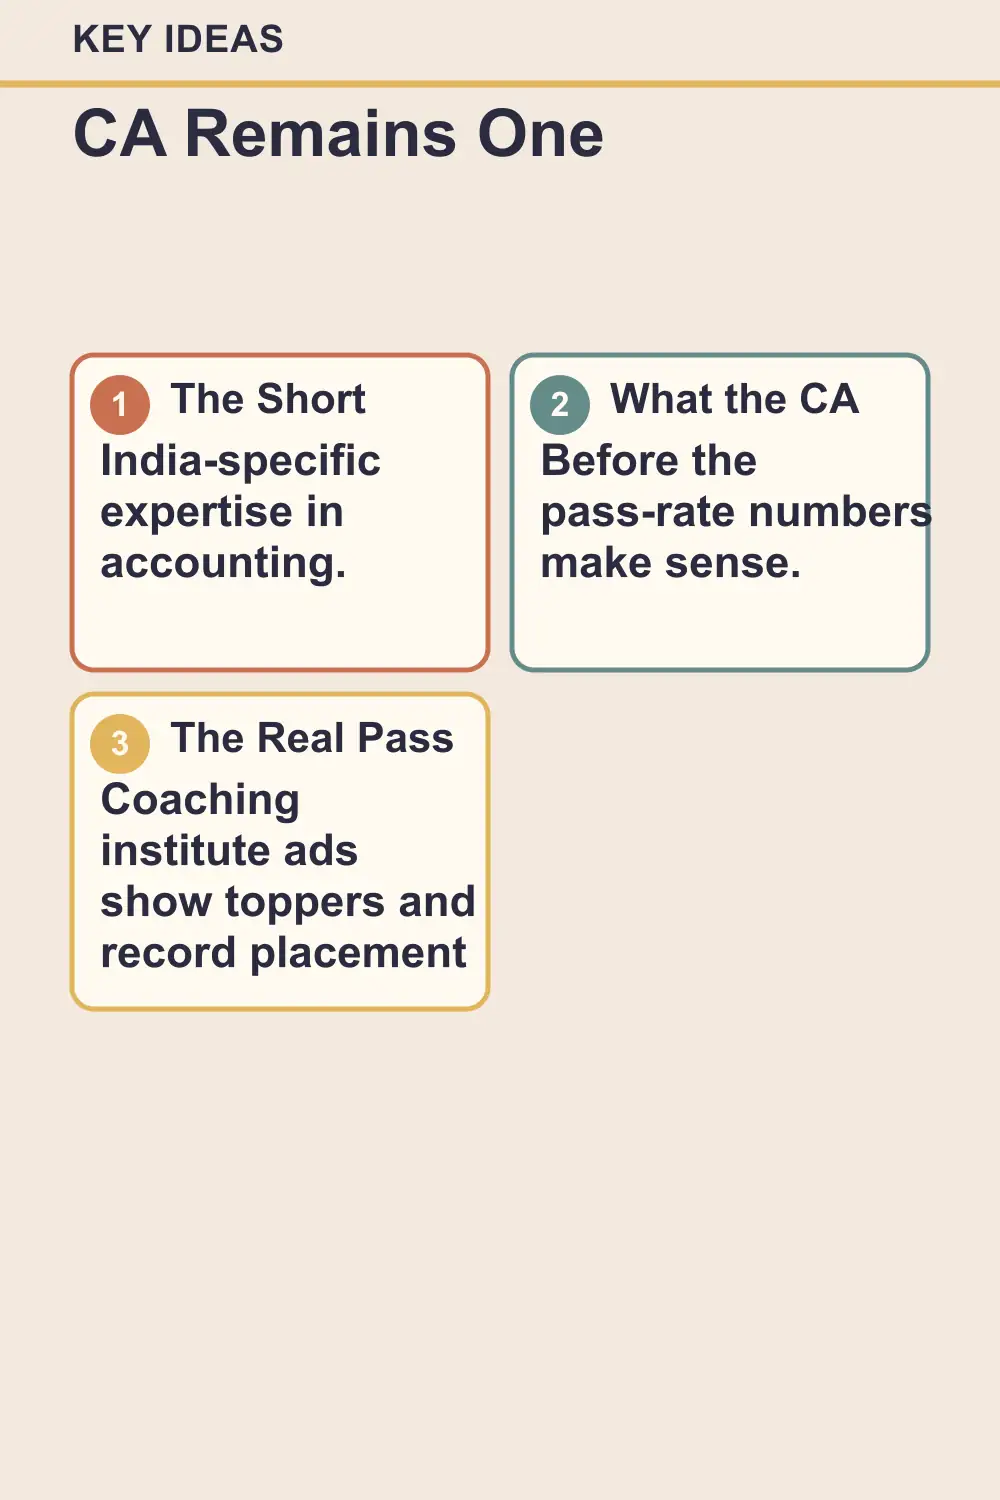 KEY IDEAS
CA Remains One
1 The Short
India-specific
expertise in
accounting.
2 What the CA
Before the
pass-rate numbers
make sense.
3 The Real Pass
Coaching
institute ads
show toppers and
record placement